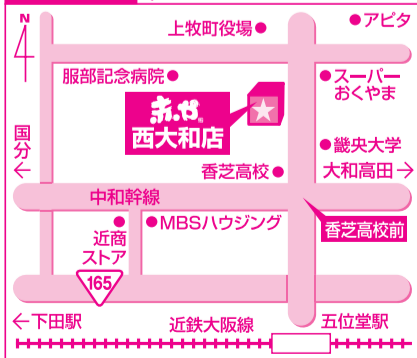 N
上牧町役場
アピタ
服部記念病院
スーパー
おくやま
赤のれん
西大和店
国分
←
畿央大学
香芝高校
大和高田→
中和幹線
MBSハウジング
香芝高校前
近商
ストア
165
←下田駅
近鉄大阪線
五位堂駅